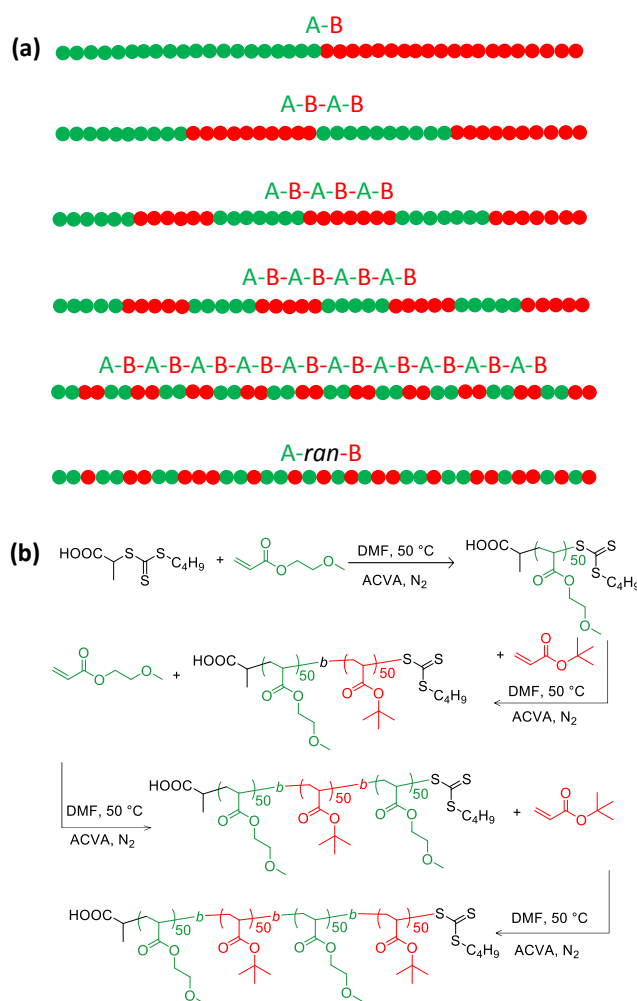 A-B
(a)
A-B-A-B
A-B-A-B-A-B
A-B-A-B-A-B-A-B
A-B-A-B-A-B-A-B-A-B-A-B-A-B-A-B-A-B-A-B
A-ran-B
(b)
HOOC S S C4H9 S + O O O DMF, 50 °C ACVA, N2 HOOC 50 S S S C4H9 O O O
O O O + HOOC 50 b 50 S S S C4H9 O O O O O + O O DMF, 50 °C ACVA, N2
DMF, 50 °C ACVA, N2 HOOC 50 b 50 b 50 S S S C4H9 O O O O O O O O + O O
HOOC 50 b 50 b 50 b 50 S S S C4H9 O O O O O O O O O O DMF, 50 °C ACVA, N2